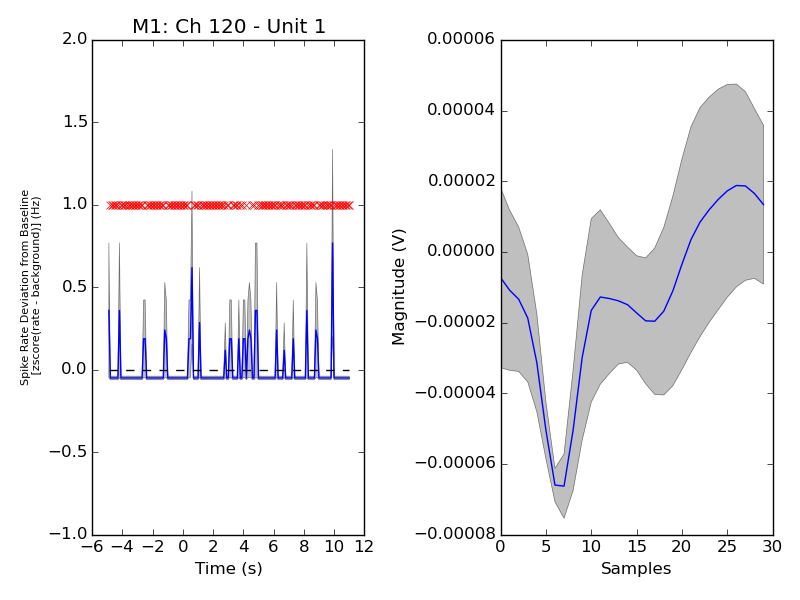 M1: Ch 120 - Unit 1
2.0
1.5
1.0
0.5
0.0
−0.5
−1.0
−6 −4 −2 0 2 4 6 8 10 12
Time (s)
Spike Rate Deviation from Baseline
[zscore(rate - background)] (Hz)
0.00006
0.00004
0.00002
0.00000
−0.00002
−0.00004
−0.00006
−0.00008
0 5 10 15 20 25 30
Samples
Magnitude (V)